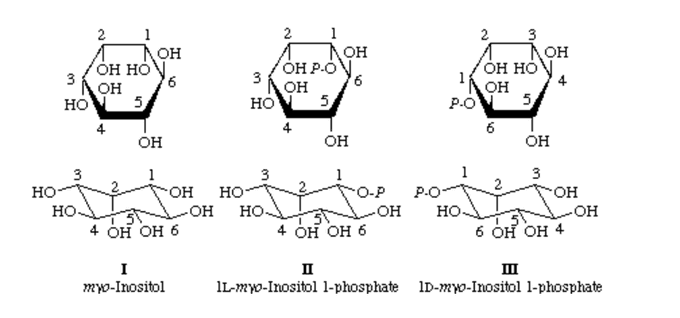 2 1
OH
OH HO
3 OH 6
HO 5
4
OH
2 1
OH
OH P-O
3 OH 6
HO 5
4
OH
2 3
OH
OH HO
1 OH 4
P-O 5
6
OH
3 1
HO 2 OH
HO 5 OH
4 OH OH 6
3 1
HO 2 O-P
HO 5 OH
4 OH OH 6
1 3
P-O 2 OH
HO 5 OH
6 OH OH 4
I
myo-Inositol
II
1L-myo-Inositol 1-phosphate
III
1D-myo-Inositol 1-phosphate